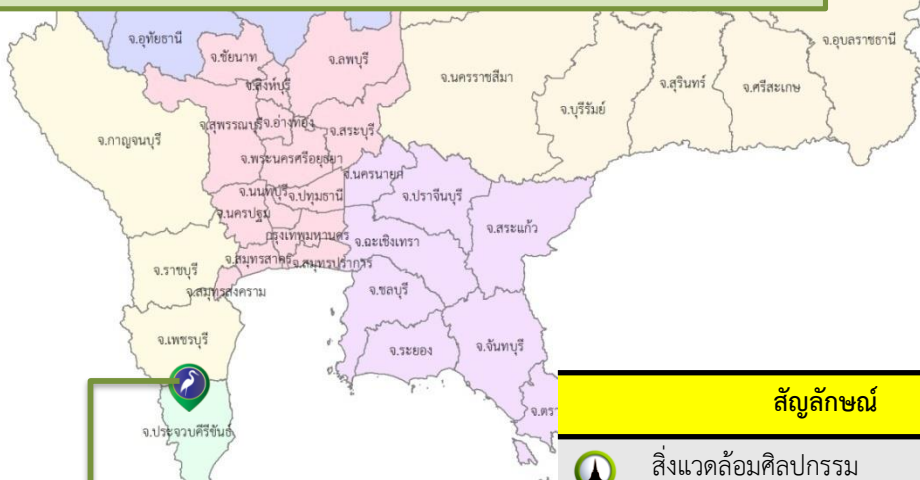 จ.อุทัยธานี
จ.ชัยนาท
จ.ลพบุรี
จ.อุบลราชธานี
จ.นครราชสีมา
จ.สุรินทร์
จ.ศรีสะเกษ
จ.สิงห์บุรี
จ.บุรีรัมย์
จ.สุพรรณบุรี
จ.อ่างทอง
จ.สระบุรี
จ.กาญจนบุรี
จ.พระนครศรีอยุธยา
จ.นครนายก
จ.นนทบุรี
จ.ปทุมธานี
จ.ปราจีนบุรี
จ.นครปฐม
จ.สระแก้ว
กรุงเทพมหานคร
จ.ฉะเชิงเทรา
จ.สมุทรสาคร
จ.สมุทรปราการ
จ.ราชบุรี
จ.สมุทรสงคราม
จ.ชลบุรี
จ.เพชรบุรี
จ.ระยอง
จ.จันทบุรี
จ.ประจวบคีรีขันธ์
สัญลักษณ์
สิ่งแวดล้อมศิลปกรรม